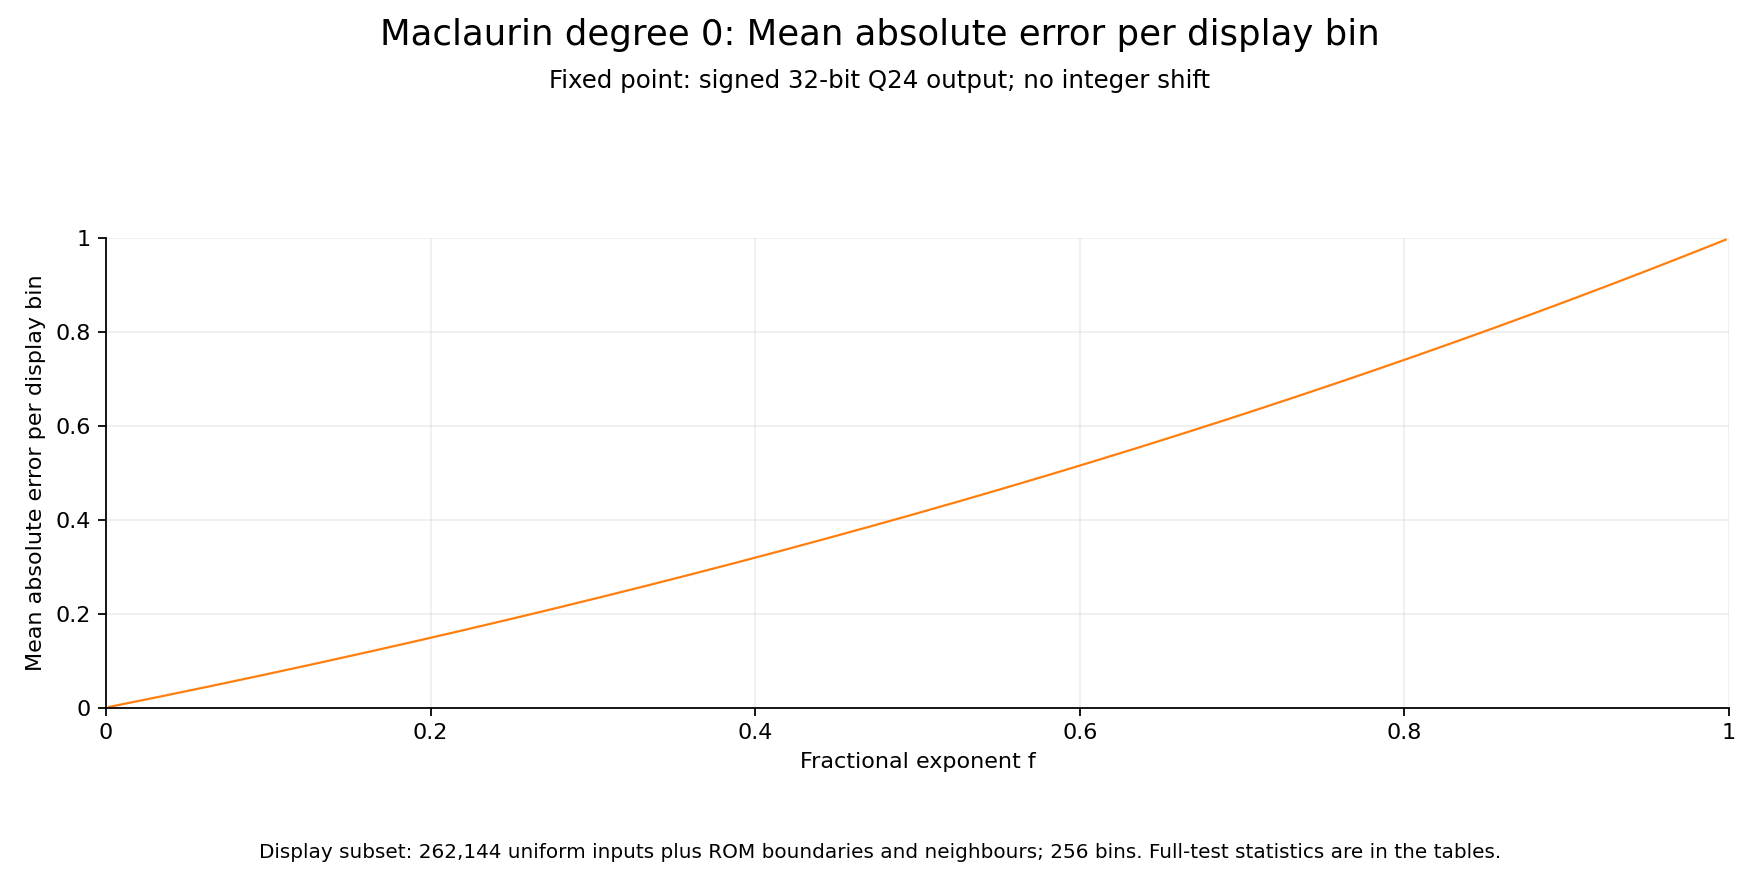 Maclaurin degree 0: Mean absolute error per display bin
Fixed point: signed 32-bit Q24 output; no integer shift
Mean absolute error per display bin
1
0.8
0.6
0.4
0.2
0
0 0.2 0.4 0.6 0.8 1
Fractional exponent f
Display subset: 262,144 uniform inputs plus ROM boundaries and neighbours; 256 bins. Full-test statistics are in the tables.